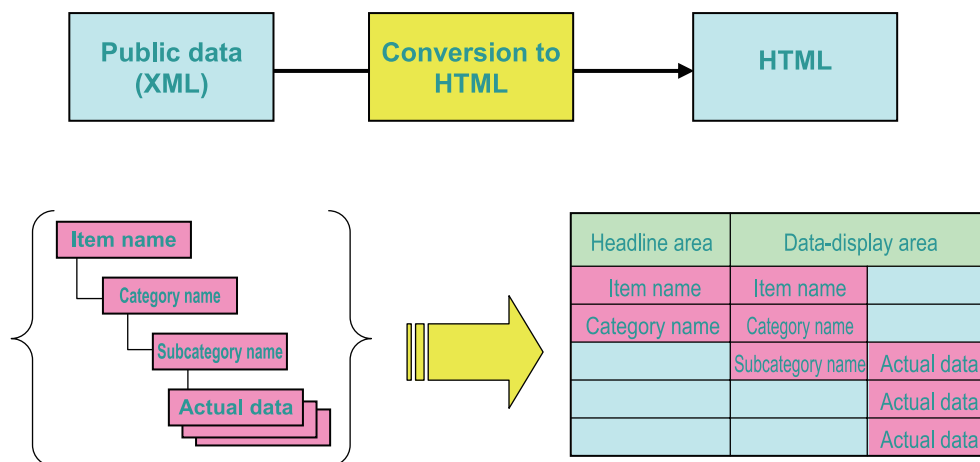 Public data
(XML)
Conversion to
HTML
HTML
Item name
Category name
Subcategory name
Actual data
Headline area Data-display area
Item name Item name
Category name Category name
Subcategory name Actual data
Actual data
Actual data